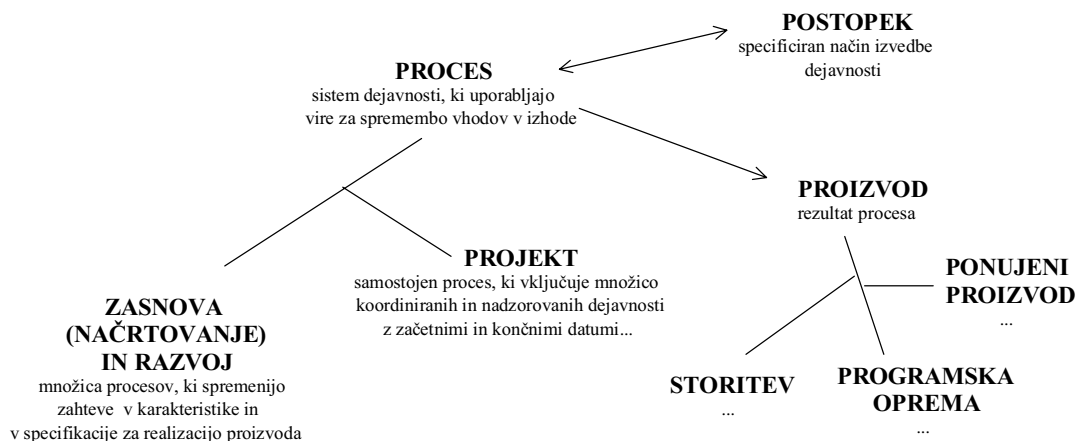 POSTOPEK
specificiran način izvedbe
dejavnosti
PROCES
sistem dejavnosti, ki uporabljajo
vire za spremembo vhodov v izhode
PROIZVOD
rezultat procesa
PROJEKT
samostojen proces, ki vključuje množico
koordiniranih in nadzorovanih dejavnosti
z začetnimi in končnimi datumi...
PONUJENI
PROIZVOD
...
ZASNOVA
(NAČRTOVANJE)
IN RAZVOJ
množica procesov, ki spremenijo
zahteve v karakteristike in
v specifikacije za realizacijo proizvoda
STORITEV
...
PROGRAMSKA
OPREMA
...